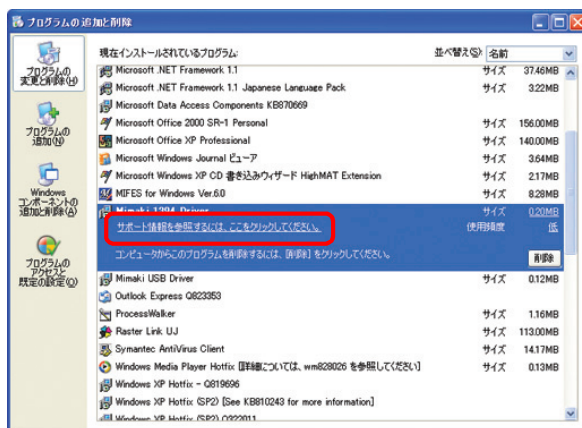 プログラムの追加と削除
プログラムの
変更と削除(H)
プログラムの
追加(N)
Windows
コンポーネントの
追加と削除(A)
プログラムの
アクセスと
既定の設定(O)
現在インストールされているプログラム:
並べ替え(S): 名前
Microsoft .NET Framework 1.1 サイズ 37.46MB
Microsoft .NET Framework 1.1 Japanese Language Pack サイズ 3.22MB
Microsoft Data Access Components KB870669
Microsoft Office 2000 SR-1 Personal サイズ 156.00MB
Microsoft Office XP Professional サイズ 140.00MB
Microsoft Windows Journal ビューア サイズ 3.64MB
Microsoft Windows XP CD 書き込みウィザード HighMAT Extension サイズ 2.17MB
MIFES for Windows Ver.6.0 サイズ 8.28MB
Mimaki 1394 Driver サイズ 0.20MB
サポート情報を参照するには、ここをクリックしてください。 使用頻度 低
コンピュータからこのプログラムを削除するには、[削除] をクリックしてください。 削除
Mimaki USB Driver サイズ 0.12MB
Outlook Express Q823353
ProcessWalker サイズ 1.16MB
Raster Link UJ サイズ 113.00MB
Symantec AntiVirus Client サイズ 14.17MB
Windows Media Player Hotfix [詳細については、wm828026 を参照してください] サイズ 0.13MB
Windows XP Hotfix - Q819696
Windows XP Hotfix (SP2) [See KB810243 for more information]
Windows XP Hotfix (SP2) Q322011